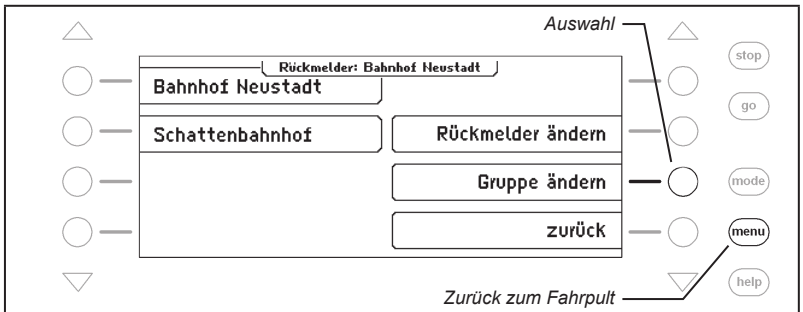 Auswahl
stop
Rückmelder: Bahnhof Neustadt
Bahnhof Neustadt
go
Schattenbahnhof
Rückmelder ändern
Gruppe ändern
mode
zurück
menu
help
Zurück zum Fahrpult